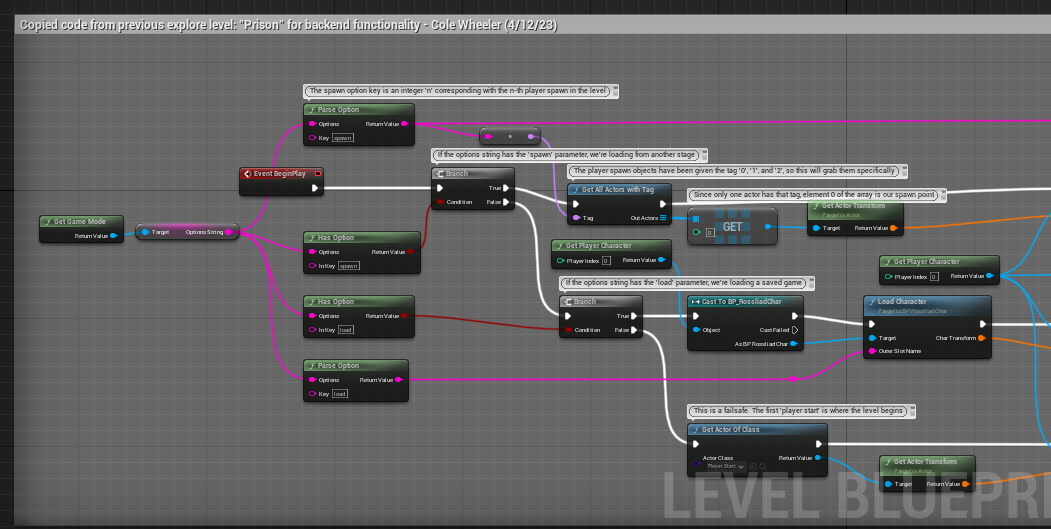 Copied code from previous explore level: "Prison" for backend functionality - Cole Wheeler (4/12/23)
The spawn option key is an integer 'n' corresponding with the n-th player spawn in the level
Parse Option
Options Return Value
Key spawn
If the options string has the 'spawn' parameter, we're loading from another stage
Event BeginPlay
Branch
True
Condition False
The player spawn objects have been given the tag '0', '1', and '2', so this will grab them specifically
Get All Actors with Tag
Tag Out Actors
Since only one actor has that tag, element 0 of the array is our spawn point
0 GET
Get Actor Transform
Target is Actor
Target Return Value
Get Game Mode
Return Value
Target Options String
Has Option
Options Return Value
In Key spawn
Get Player Character
Player Index 0 Return Value
Get Player Character
Player Index 0 Return Value
If the options string has the 'load' parameter, we're loading a saved game
Has Option
Options Return Value
In Key load
Branch
True
Condition False
Cast To BP_RossliadChar
Object Cast Failed
As BP Rossliad Char
Load Character
Target is BP Rossliad Char
Target Char Transform
Outer Slot Name
Parse Option
Options Return Value
Key load
This is a failsafe. The first 'player start' is where the level begins
Get Actor Of Class
Actor Class Return Value
Player Start
Get Actor Transform
Target is Actor
Target Return Value
LEVEL BLUEPRI